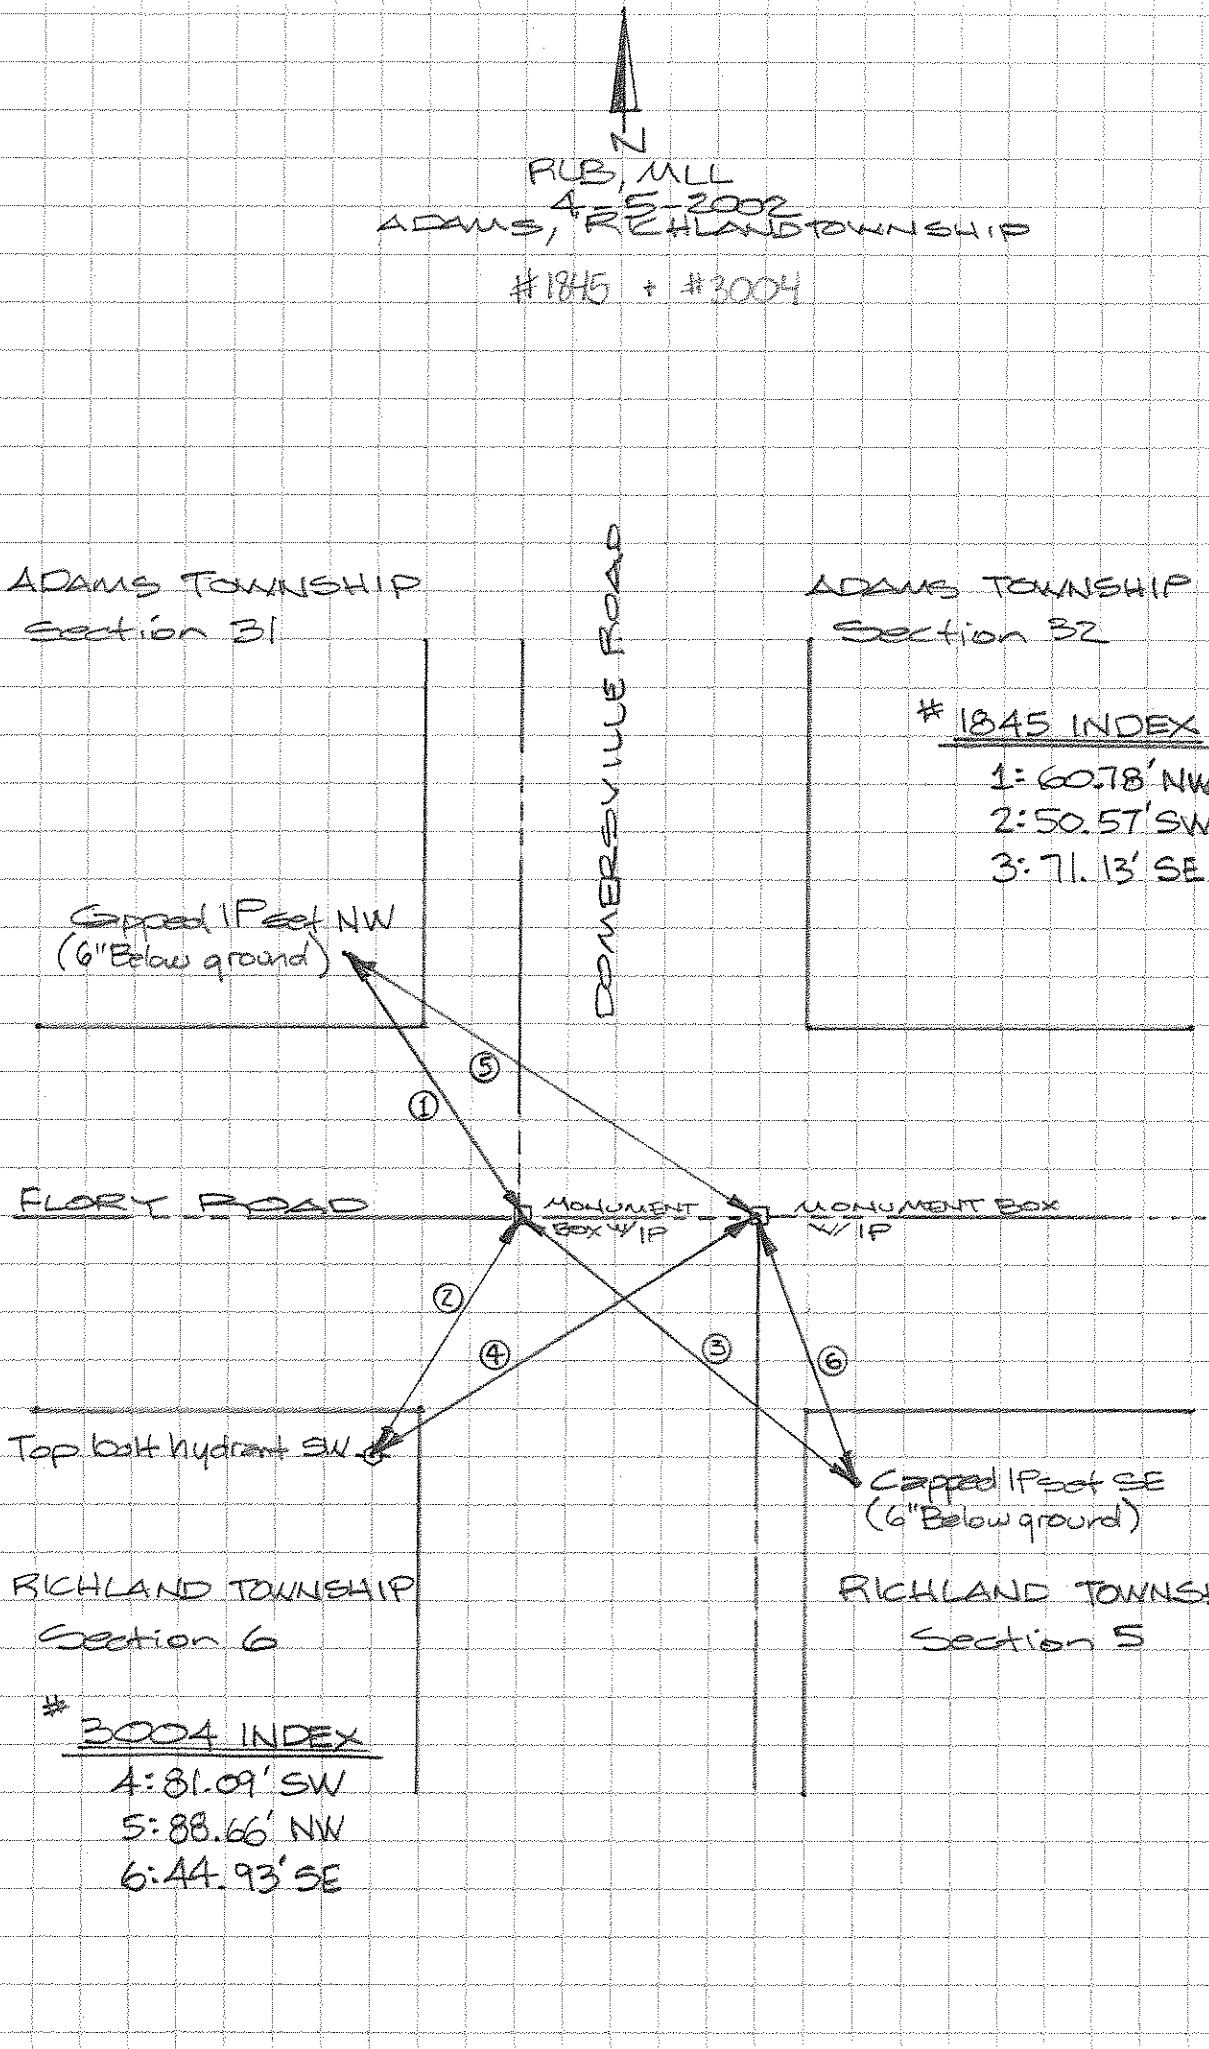 N
RLB, MLL
4-5-2002
ADAMS, RICHLAND TOWNSHIP
#1845 + #3004
ADAMS TOWNSHIP
Section 31
DOMERSVILLE ROAD
ADAMS TOWNSHIP
Section 32
# 1845 INDEX
1: 60.78' NW
2: 50.57' SW
3: 71.13' SE
Capped IP set NW
(6" Below ground)
5
1
FLORY ROAD
MONUMENT
BOX W/ IP
MONUMENT BOX
W/ IP
2
4
3
6
Top bolt hydrant SW
Capped IP set SE
(6" Below ground)
RICHLAND TOWNSHIP
Section 6
RICHLAND TOWNSH
Section 5
# 3004 INDEX
4: 81.09' SW
5: 88.66' NW
6: 44.93' SE